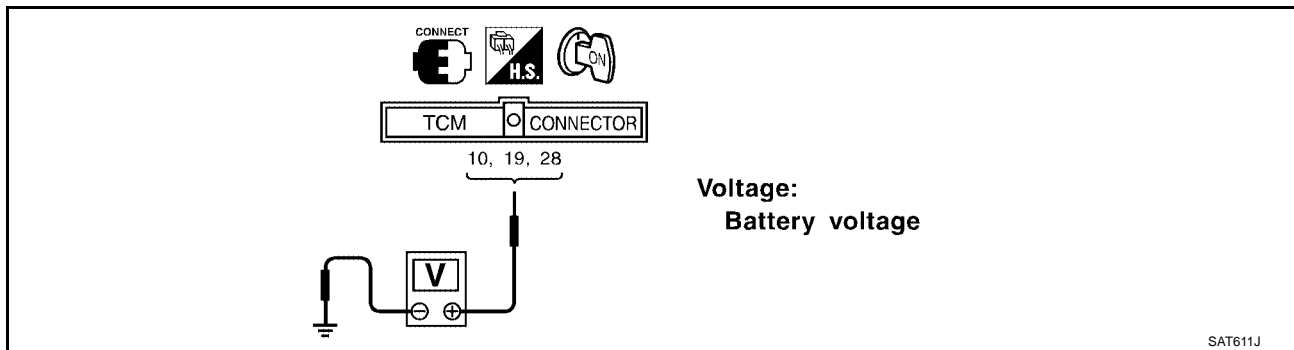 CONNECT
H.S.
ON
TCM CONNECTOR
10, 19, 28
Voltage:
Battery voltage
V
− +
SAT611J